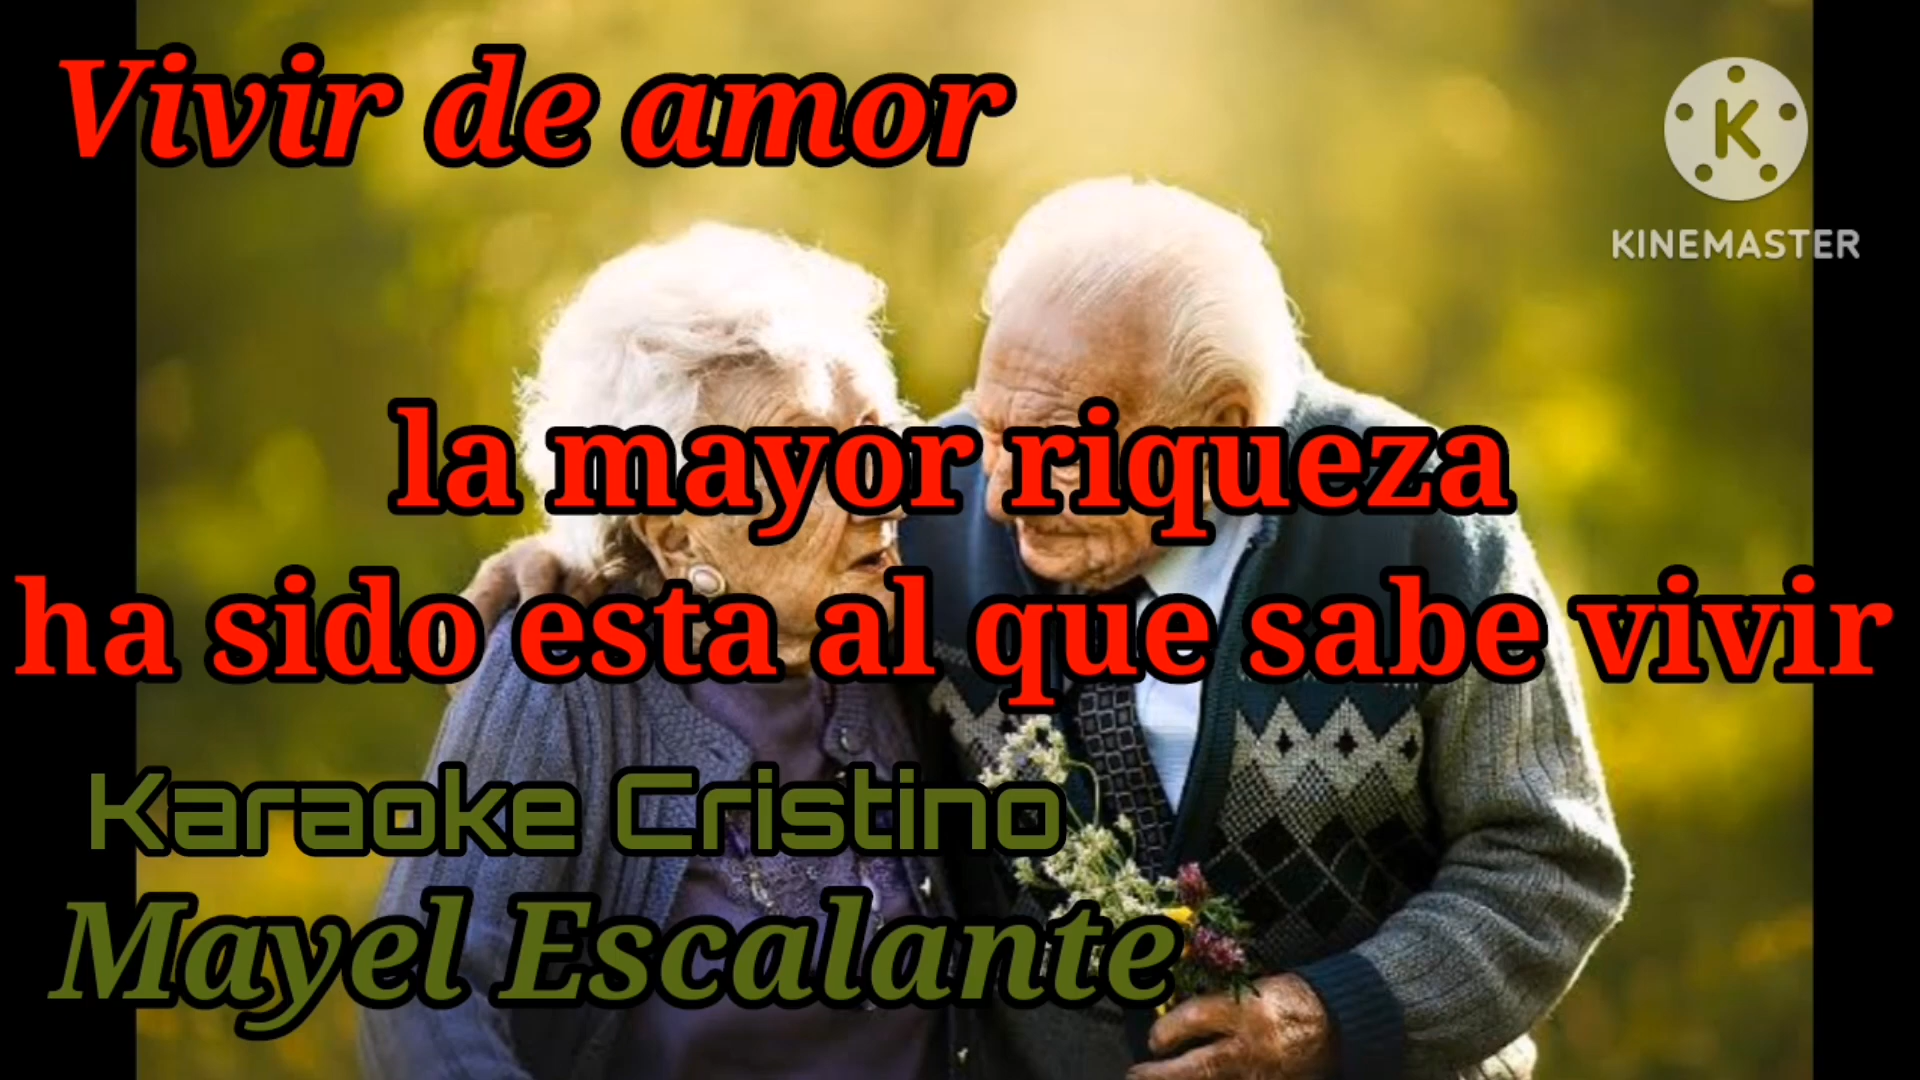 Vivir de amor
K
KINEMASTER
la mayor riqueza
ha sido esta al que sabe vivir
Karaoke Cristino
Mayel Escalante